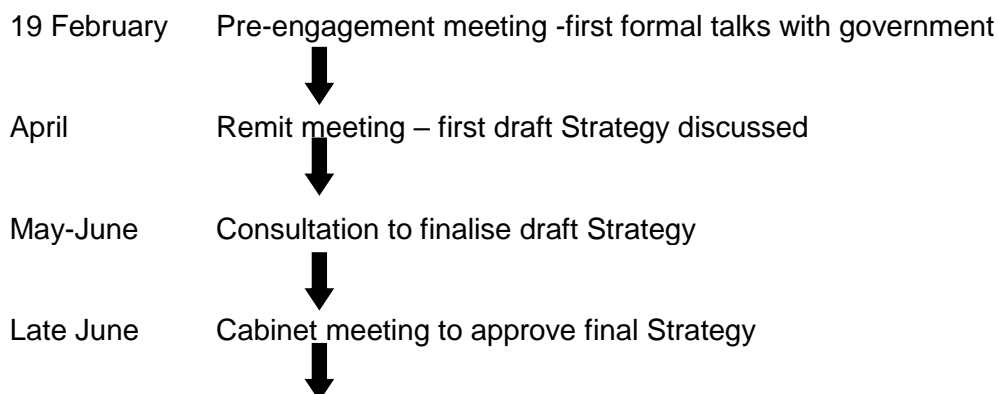 19 February Pre-engagement meeting -first formal talks with government
April Remit meeting – first draft Strategy discussed
May-June Consultation to finalise draft Strategy
Late June Cabinet meeting to approve final Strategy